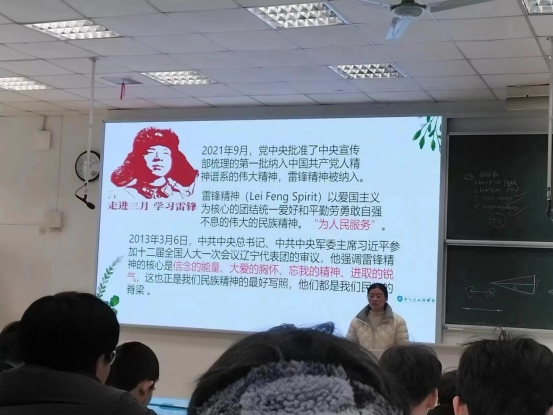 2021年9月，党中央批准了中央宣传
部梳理的第一批纳入中国共产党人精
神谱系的伟大精神，雷锋精神被纳入。
走进三月 学习雷锋
雷锋精神（Lei Feng Spirit）以爱国主义
为核心的团结统一爱好和平勤劳勇敢自强
不息的伟大的民族精神。“为人民服务”。
2013年3月6日，中共中央总书记、中共中央军委主席习近平参
加十二届全国人大一次会议辽宁代表团的审议，他强调雷锋精
神的核心是信念的能量、大爱的胸怀、忘我的精神、进取的锐
气，这也正是我们民族精神的最好写照，他们都是我们民族的
脊梁 。